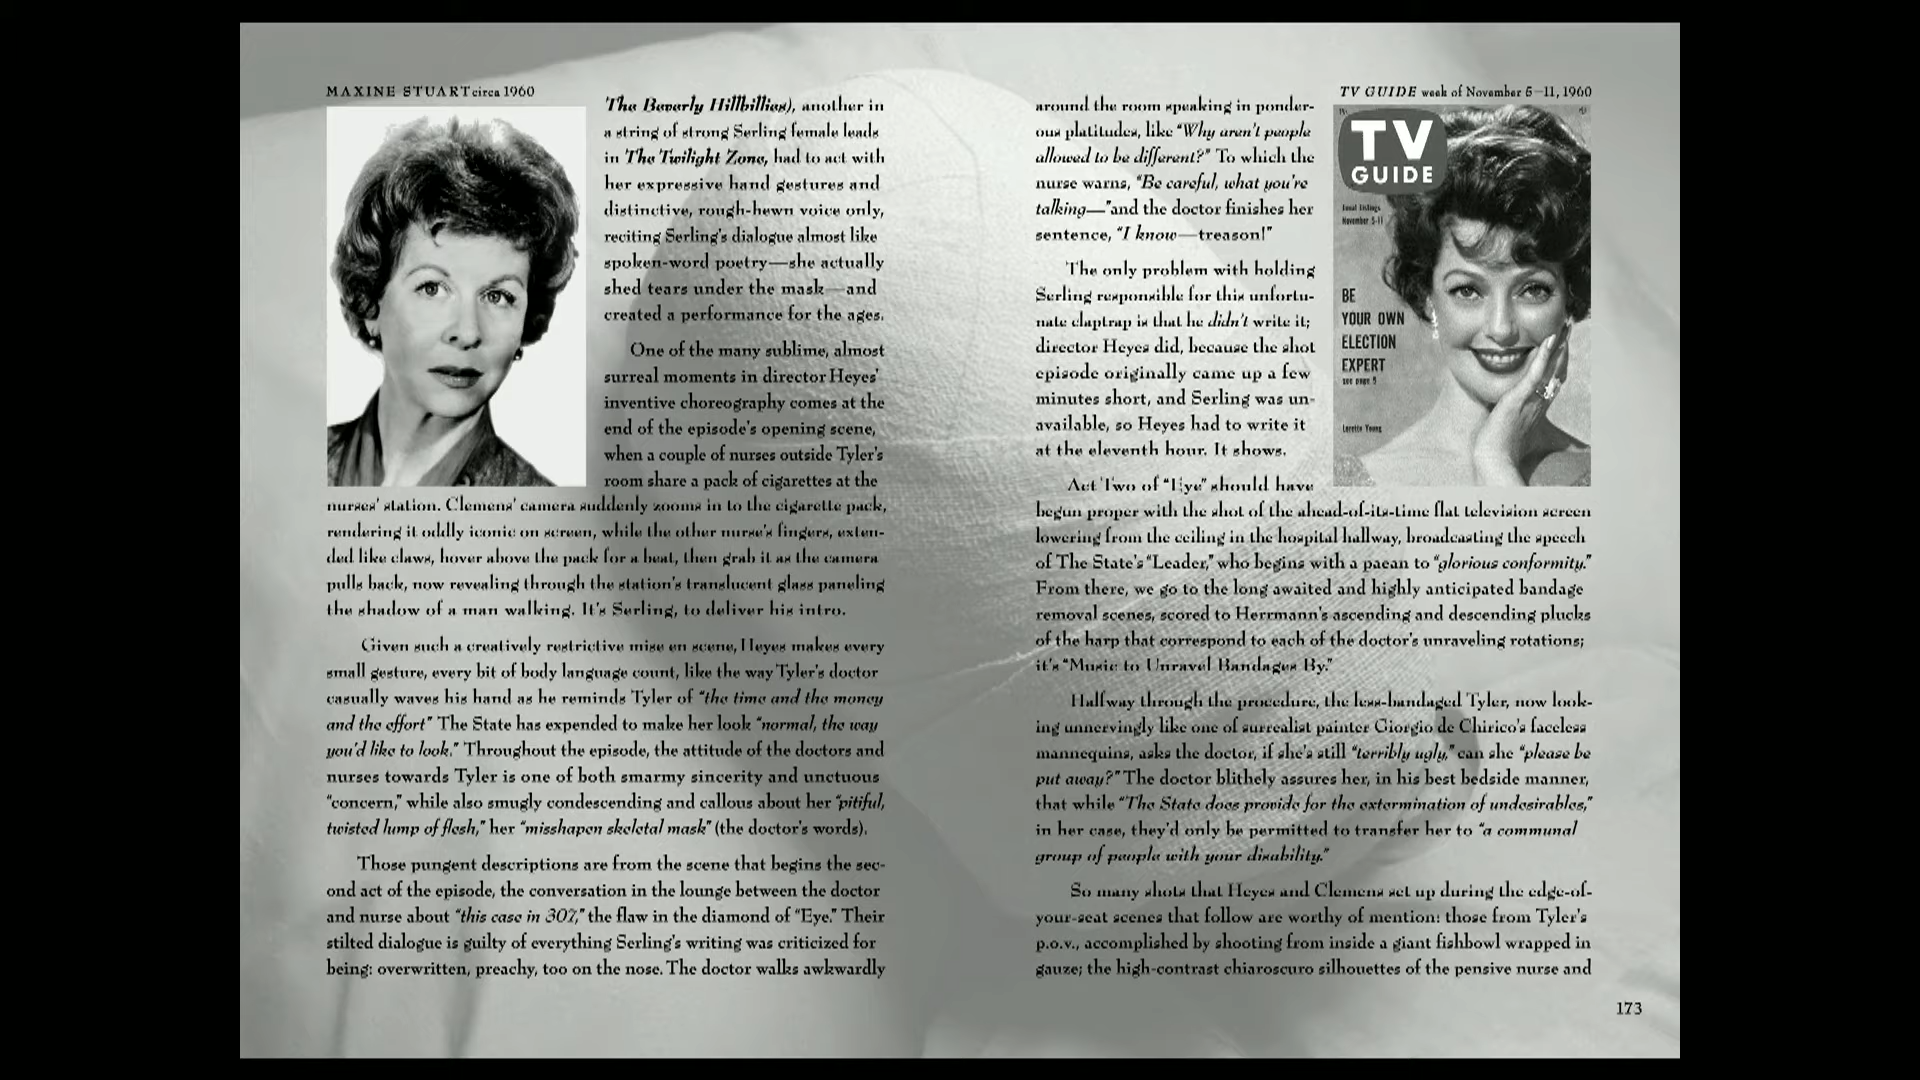 MAXINE STUART circa 1960
The Beverly Hillbillies), another in
a string of strong Serling female leads
in The Twilight Zone, had to act with
her expressive hand gestures and
distinctive, rough-hewn voice only,
reciting Serling's dialogue almost like
spoken-word poetry—she actually
shed tears under the mask—and
created a performance for the ages.
One of the many sublime, almost
surreal moments in director Heyes'
inventive choreography comes at the
end of the episode's opening scene,
when a couple of nurses outside Tyler's
room share a pack of cigarettes at the
nurses' station. Clemens' camera suddenly zooms in to the cigarette pack,
rendering it oddly iconic on screen, while the other nurse's fingers, exten-
ded like claws, hover above the pack for a beat, then grab it as the camera
pulls back, now revealing through the station's translucent glass paneling
the shadow of a man walking. It's Serling, to deliver his intro.
Given such a creatively restrictive mise en scene, Heyes makes every
small gesture, every bit of body language count, like the way Tyler's doctor
casually waves his hand as he reminds Tyler of "the time and the money
and the effort" The State has expended to make her look "normal, the way
you'd like to look." Throughout the episode, the attitude of the doctors and
nurses towards Tyler is one of both smarmy sincerity and unctuous
"concern," while also smugly condescending and callous about her "pitiful,
twisted lump of flesh," her "misshapen skeletal mask" (the doctor's words).
Those pungent descriptions are from the scene that begins the sec-
ond act of the episode, the conversation in the lounge between the doctor
and nurse about "this case in 307," the flaw in the diamond of "Eye." Their
stilted dialogue is guilty of everything Serling's writing was criticized for
being: overwritten, preachy, too on the nose. The doctor walks awkwardly
around the room speaking in ponder-
ous platitudes, like "Why aren't people
allowed to be different?" To which the
nurse warns, "Be careful, what you're
talking—" and the doctor finishes her
sentence, "I know—treason!"
The only problem with holding
Serling responsible for this unfortu-
nate claptrap is that he didn't write it;
director Heyes did, because the shot
episode originally came up a few
minutes short, and Serling was un-
available, so Heyes had to write it
at the eleventh hour. It shows.
Act Two of "Eye" should have
begun proper with the shot of the ahead-of-its-time flat television screen
lowering from the ceiling in the hospital hallway, broadcasting the speech
of The State's "Leader," who begins with a paean to "glorious conformity."
From there, we go to the long awaited and highly anticipated bandage
removal scenes, scored to Herrmann's ascending and descending plucks
of the harp that correspond to each of the doctor's unraveling rotations;
it's "Music to Unravel Bandages By."
Halfway through the procedure, the less-bandaged Tyler, now look-
ing unnervingly like one of surrealist painter Giorgio de Chirico's faceless
mannequins, asks the doctor, if she's still "terribly ugly," can she "please be
put away?" The doctor blithely assures her, in his best bedside manner,
that while "The State does provide for the extermination of undesirables,"
in her case, they'd only be permitted to transfer her to "a communal
group of people with your disability."
So many shots that Heyes and Clemens set up during the edge-of-
your-seat scenes that follow are worthy of mention: those from Tyler's
p.o.v., accomplished by shooting from inside a giant fishbowl wrapped in
gauze; the high-contrast chiaroscuro silhouettes of the pensive nurse and
TV GUIDE week of November 5–11, 1960
TV
GUIDE
Local listings
November 5-11
BE
YOUR OWN
ELECTION
EXPERT
see page 5
Loretta Young
173